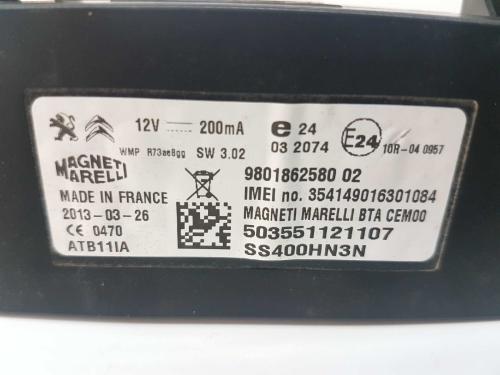 12V 200mA
e 24
03 2074
E24
10R-04 0957
WMP R73ae8gg SW 3.02
MAGNETI
MARELLI
MADE IN FRANCE
2013-03-26
CE 0470
ATB11IA
9801862580 02
IMEI no. 354149016301084
MAGNETI MARELLI BTA CEM00
503551121107
SS400HN3N